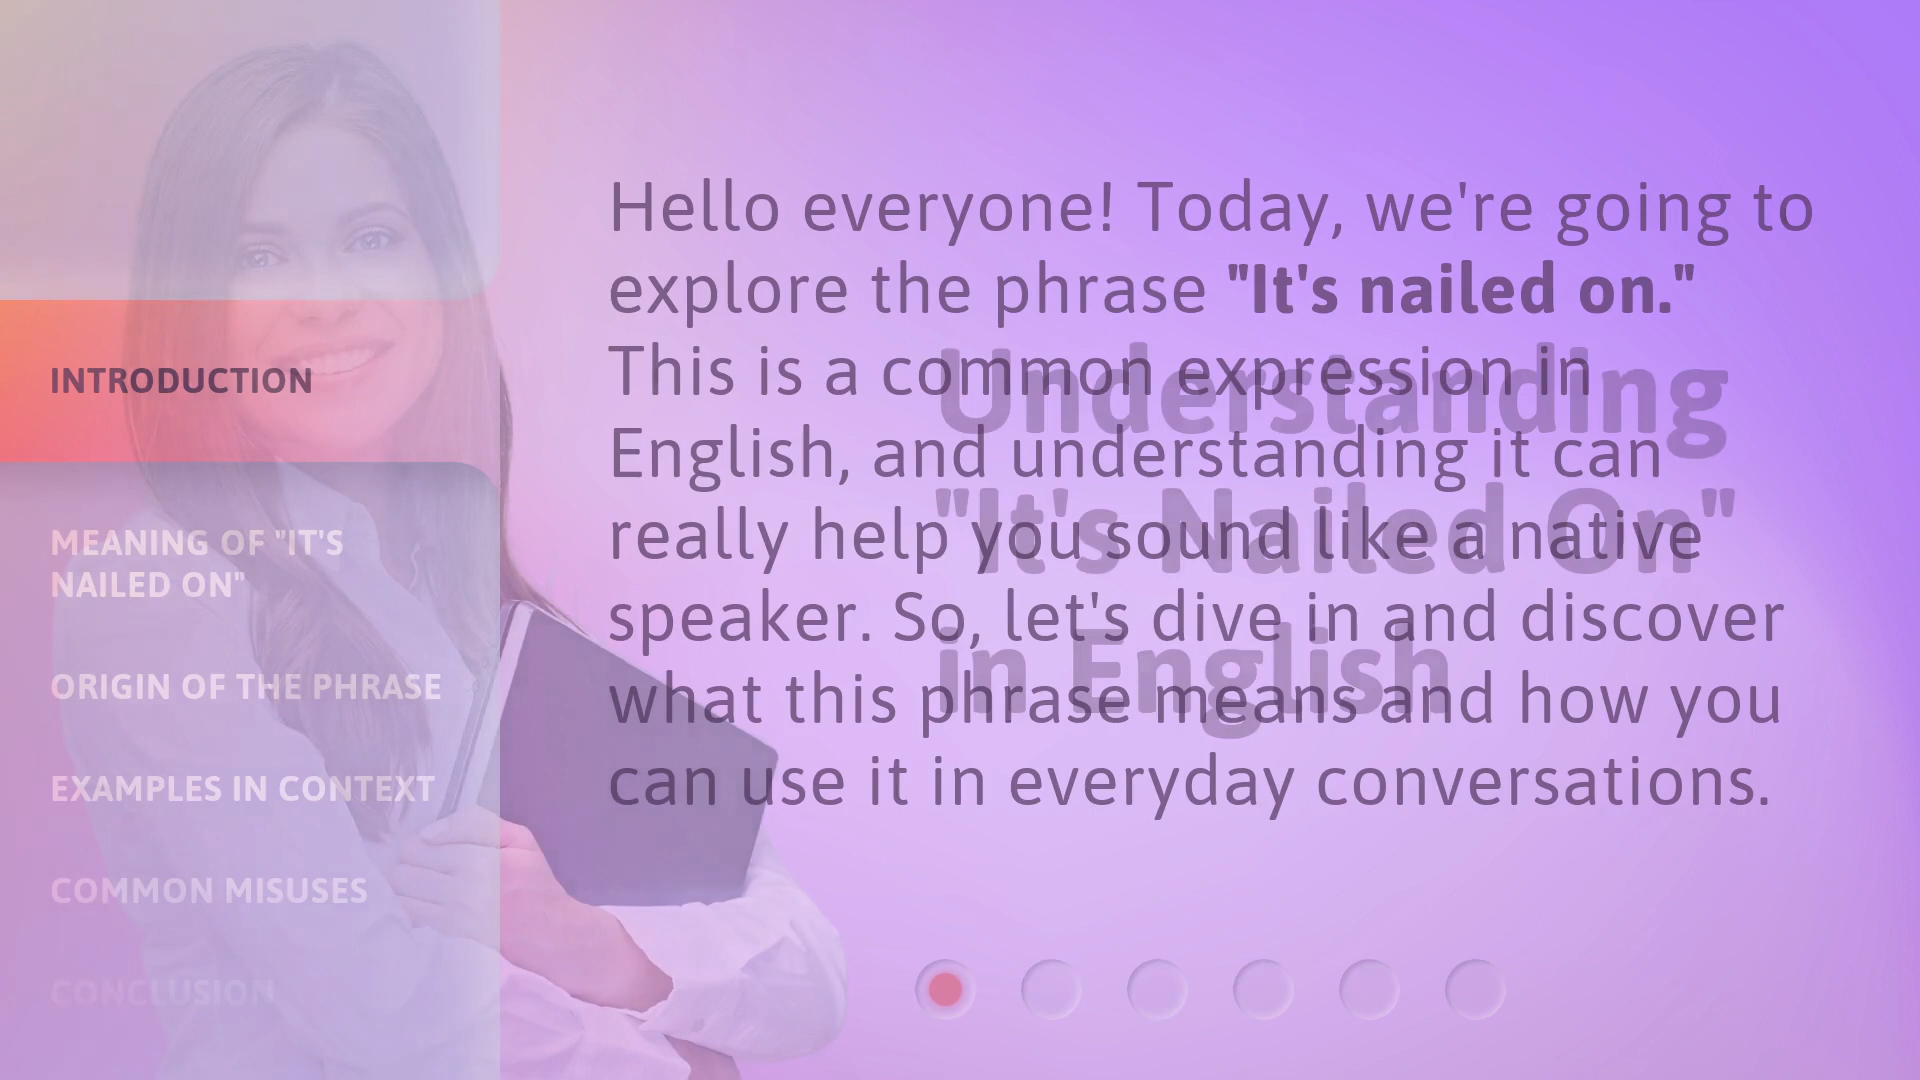 INTRODUCTION
MEANING OF "IT'S
NAILED ON"
ORIGIN OF THE PHRASE
EXAMPLES IN CONTEXT
COMMON MISUSES
CONCLUSION
Hello everyone! Today, we're going to
explore the phrase "It's nailed on."
This is a common expression in
English, and understanding it can
really help you sound like a native
speaker. So, let's dive in and discover
what this phrase means and how you
can use it in everyday conversations.
Understanding
"It's Nailed On"
in English